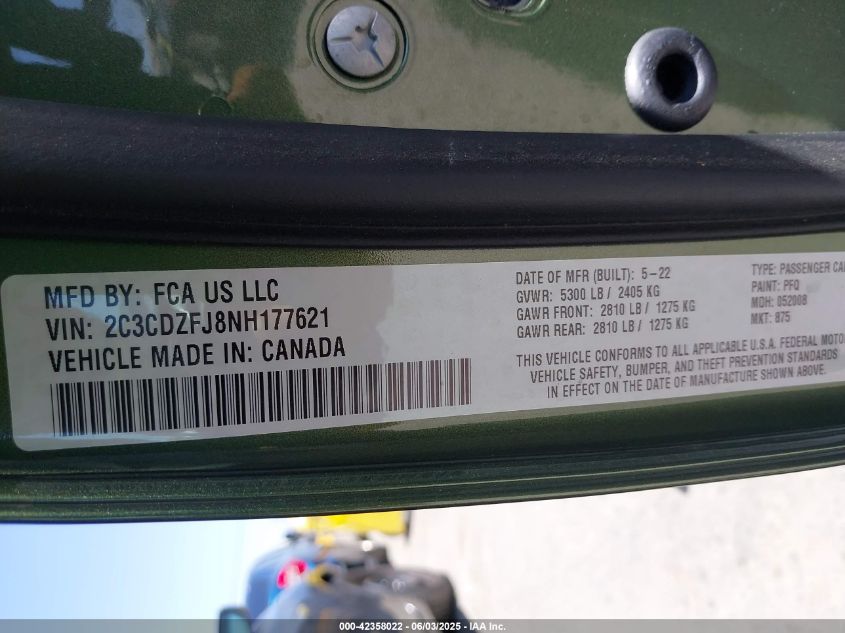 MFD BY: FCA US LLC
VIN: 2C3CDZFJ8NH177621
VEHICLE MADE IN: CANADA
DATE OF MFR (BUILT): 5-22
GVWR: 5300 LB / 2405 KG
GAWR FRONT: 2810 LB / 1275 KG
GAWR REAR: 2810 LB / 1275 KG
TYPE: PASSENGER CA
PAINT: PFQ
MDH: 052008
MKT: 875
THIS VEHICLE CONFORMS TO ALL APPLICABLE U.S.A. FEDERAL MOTO
VEHICLE SAFETY, BUMPER, AND THEFT PREVENTION STANDARDS
IN EFFECT ON THE DATE OF MANUFACTURE SHOWN ABOVE.
000-42358022 - 06/03/2025 - IAA Inc.